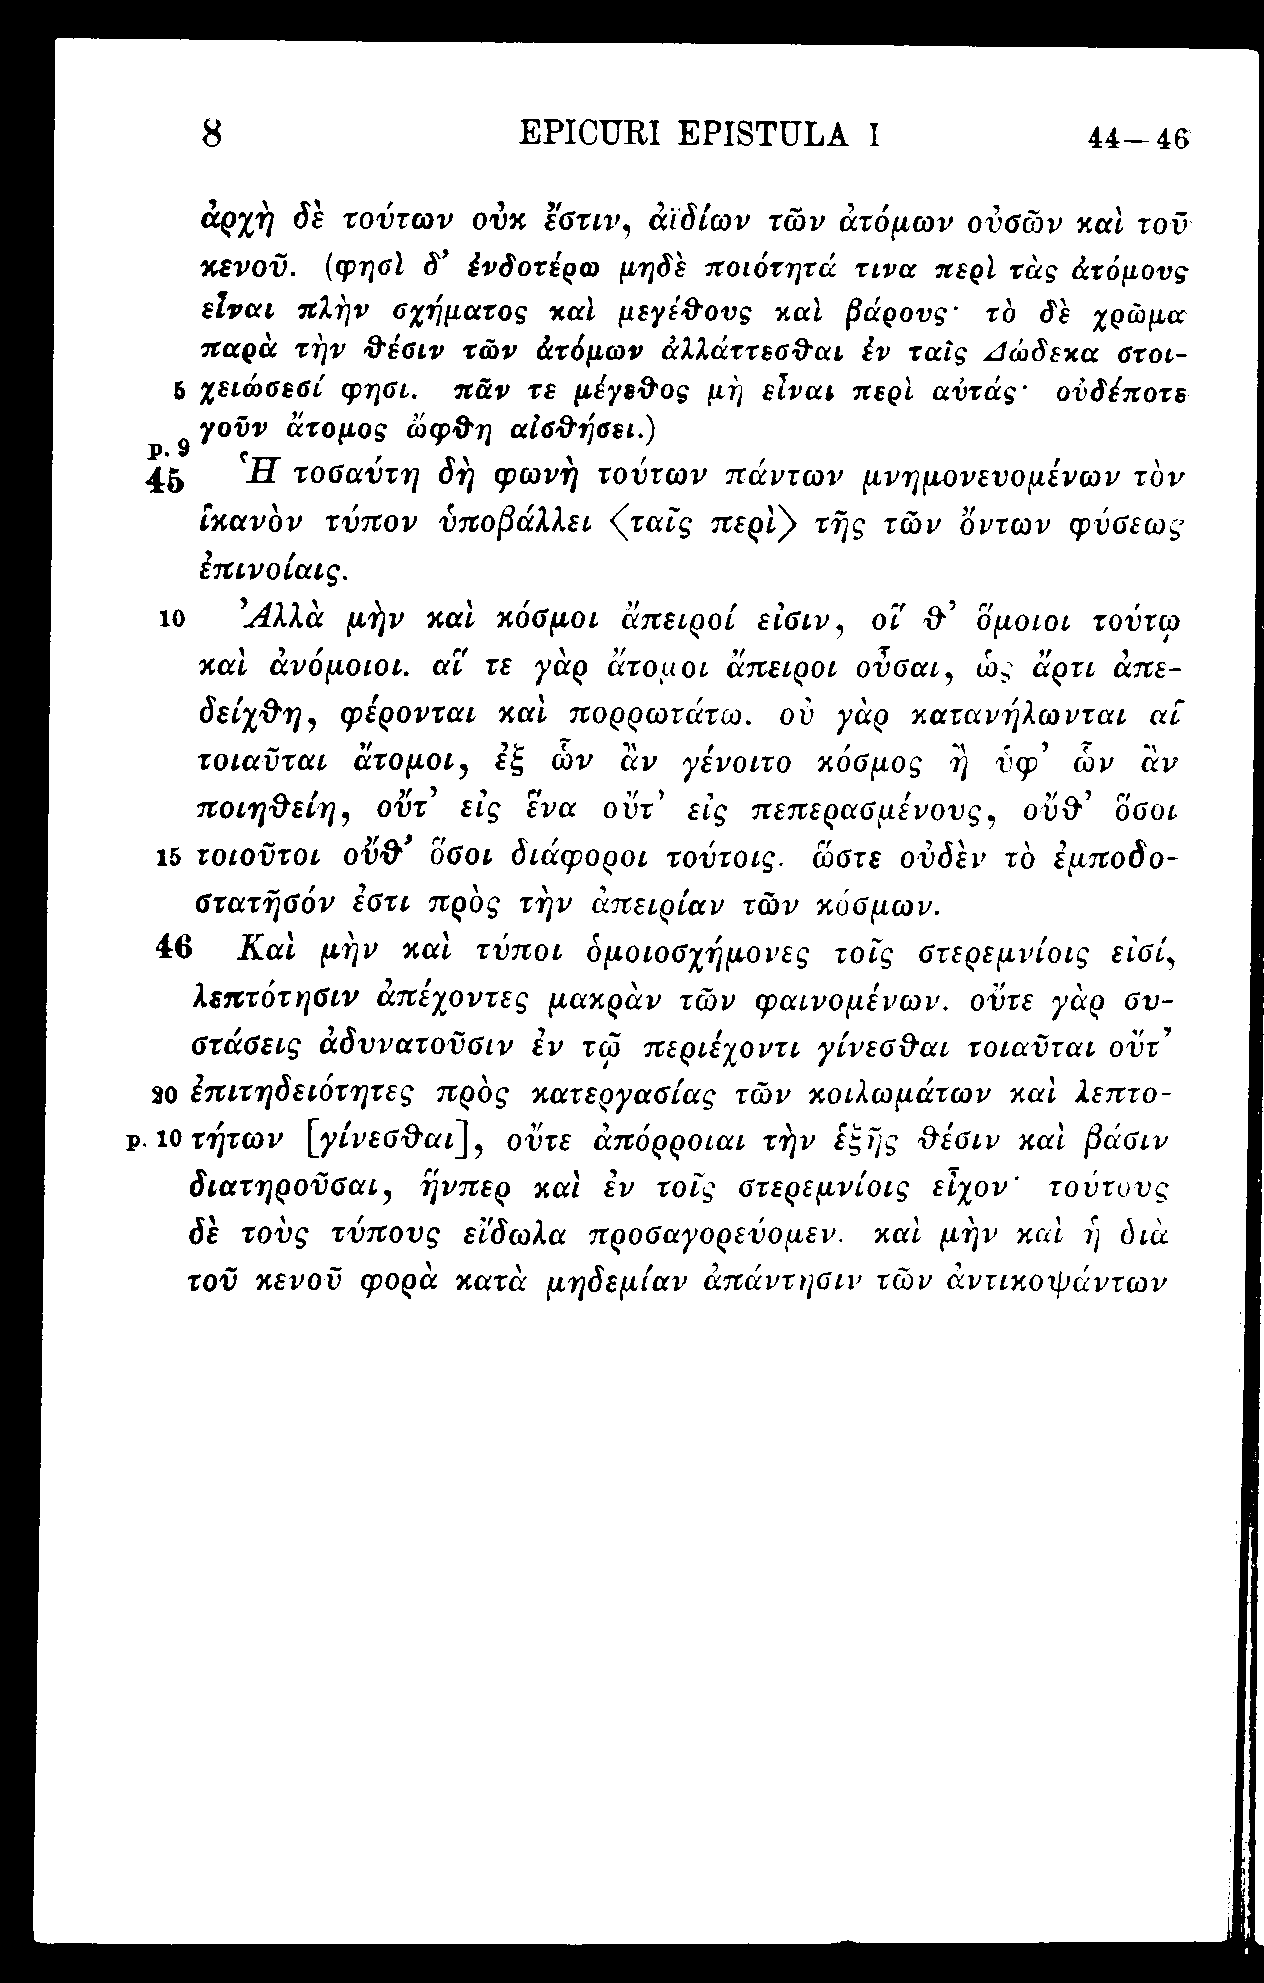 8 EPICURI EPISTULA I 44—46
ἀρχὴ δὲ τούτων οὐκ ἔστιν, ἀϊδίων τῶν ἀτόμων οὐσῶν καὶ τοῦ
κενοῦ. (φησὶ δ’ ἐνδοτέρω μηδὲ ποιότητά τινα περὶ τὰς ἀτόμους
εἶναι πλὴν σχήματος καὶ μεγέθους καὶ βάρους· τὸ δὲ χρῶμα
παρὰ τὴν θέσιν τῶν ἀτόμων ἀλλάττεσθαι ἐν ταῖς Δώδεκα στοι-
5 χειώσεσί φησι. πᾶν τε μέγεθος μὴ εἶναι περὶ αὐτάς· οὐδέποτε
γοῦν ἄτομος ὤφθη αἰσθήσει.)
p. 9
45 Ἡ τοσαύτη δὴ φωνὴ τούτων πάντων μνημονευομένων τὸν
ἱκανὸν τύπον ὑποβάλλει ⟨ταῖς περὶ⟩ τῆς τῶν ὄντων φύσεως
ἐπινοίαις.
10 Ἀλλὰ μὴν καὶ κόσμοι ἄπειροί εἰσιν, οἵ θ’ ὅμοιοι τούτῳ
καὶ ἀνόμοιοι. αἵ τε γὰρ ἄτομοι ἄπειροι οὖσαι, ὡς ἄρτι ἀπε-
δείχθη, φέρονται καὶ πορρωτάτω. οὐ γὰρ κατανήλωνται αἱ
τοιαῦται ἄτομοι, ἐξ ὧν ἂν γένοιτο κόσμος ἢ ὑφ’ ὧν ἂν
ποιηθείη, οὔτ’ εἰς ἕνα οὔτ’ εἰς πεπερασμένους, οὔθ’ ὅσοι
15 τοιοῦτοι οὔθ’ ὅσοι διάφοροι τούτοις. ὥστε οὐδὲν τὸ ἐμποδο-
στατῆσόν ἐστι πρὸς τὴν ἀπειρίαν τῶν κόσμων.
46 Καὶ μὴν καὶ τύποι ὁμοιοσχήμονες τοῖς στερεμνίοις εἰσί,
λεπτότησιν ἀπέχοντες μακρὰν τῶν φαινομένων. οὔτε γὰρ συ-
στάσεις ἀδυνατοῦσιν ἐν τῷ περιέχοντι γίνεσθαι τοιαῦται οὔτ’
20 ἐπιτηδειότητες πρὸς κατεργασίας τῶν κοιλωμάτων καὶ λεπτο-
p. 10 τήτων [γίνεσθαι], οὔτε ἀπόρροιαι τὴν ἑξῆς θέσιν καὶ βάσιν
διατηροῦσαι, ἥνπερ καὶ ἐν τοῖς στερεμνίοις εἶχον· τούτους
δὲ τοὺς τύπους εἴδωλα προσαγορεύομεν. καὶ μὴν καὶ ἡ διὰ
τοῦ κενοῦ φορὰ κατὰ μηδεμίαν ἀπάντησιν τῶν ἀντικοψάντων